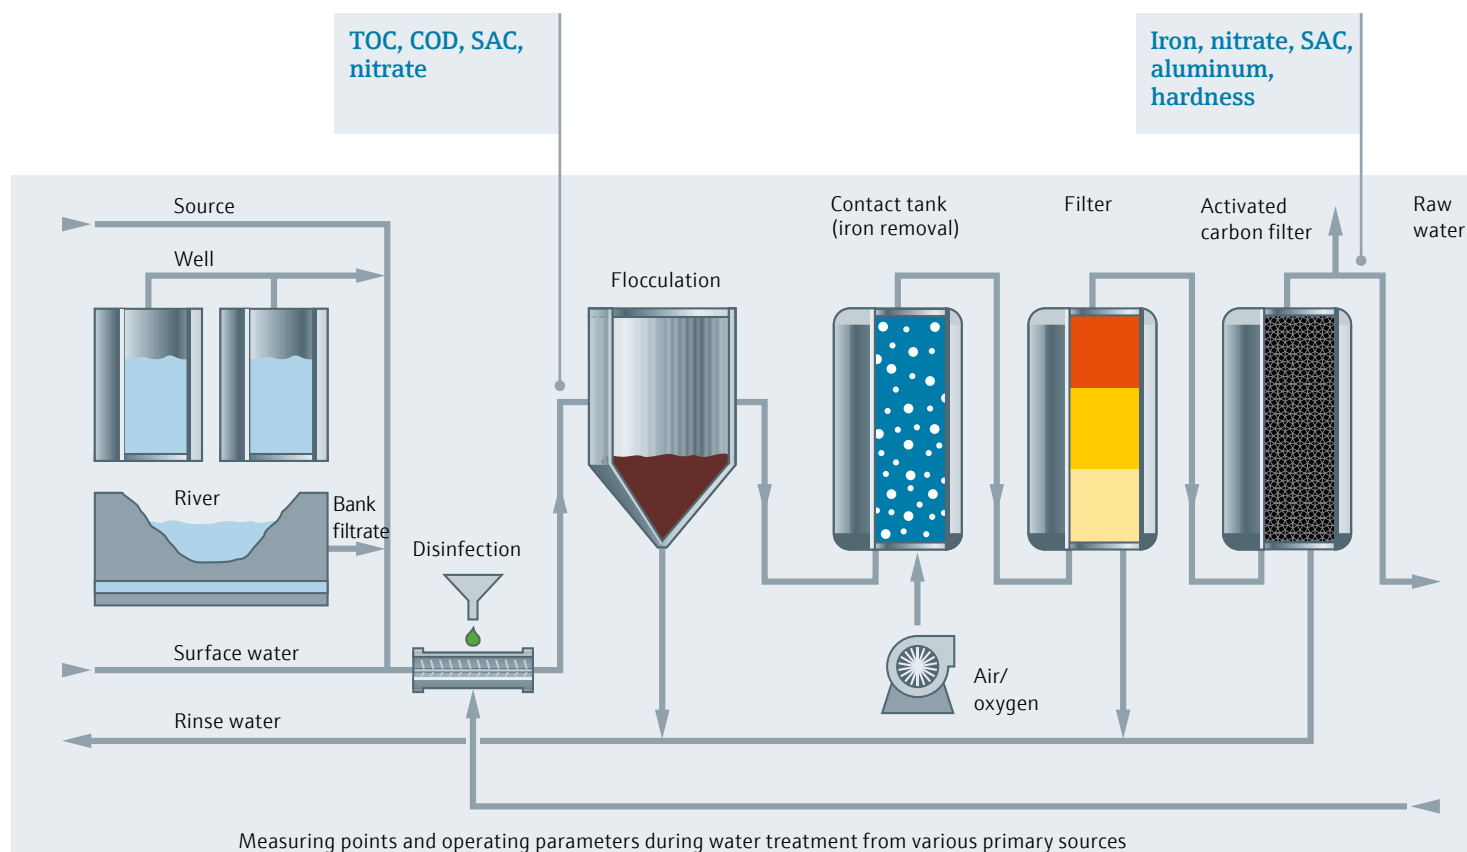 TOC, COD, SAC,
nitrate
Iron, nitrate, SAC,
aluminum,
hardness
Source
Well
River
Bank
filtrate
Surface water
Rinse water
Disinfection
Flocculation
Contact tank
(iron removal)
Air/
oxygen
Filter
Activated
carbon filter
Raw
water
Measuring points and operating parameters during water treatment from various primary sources